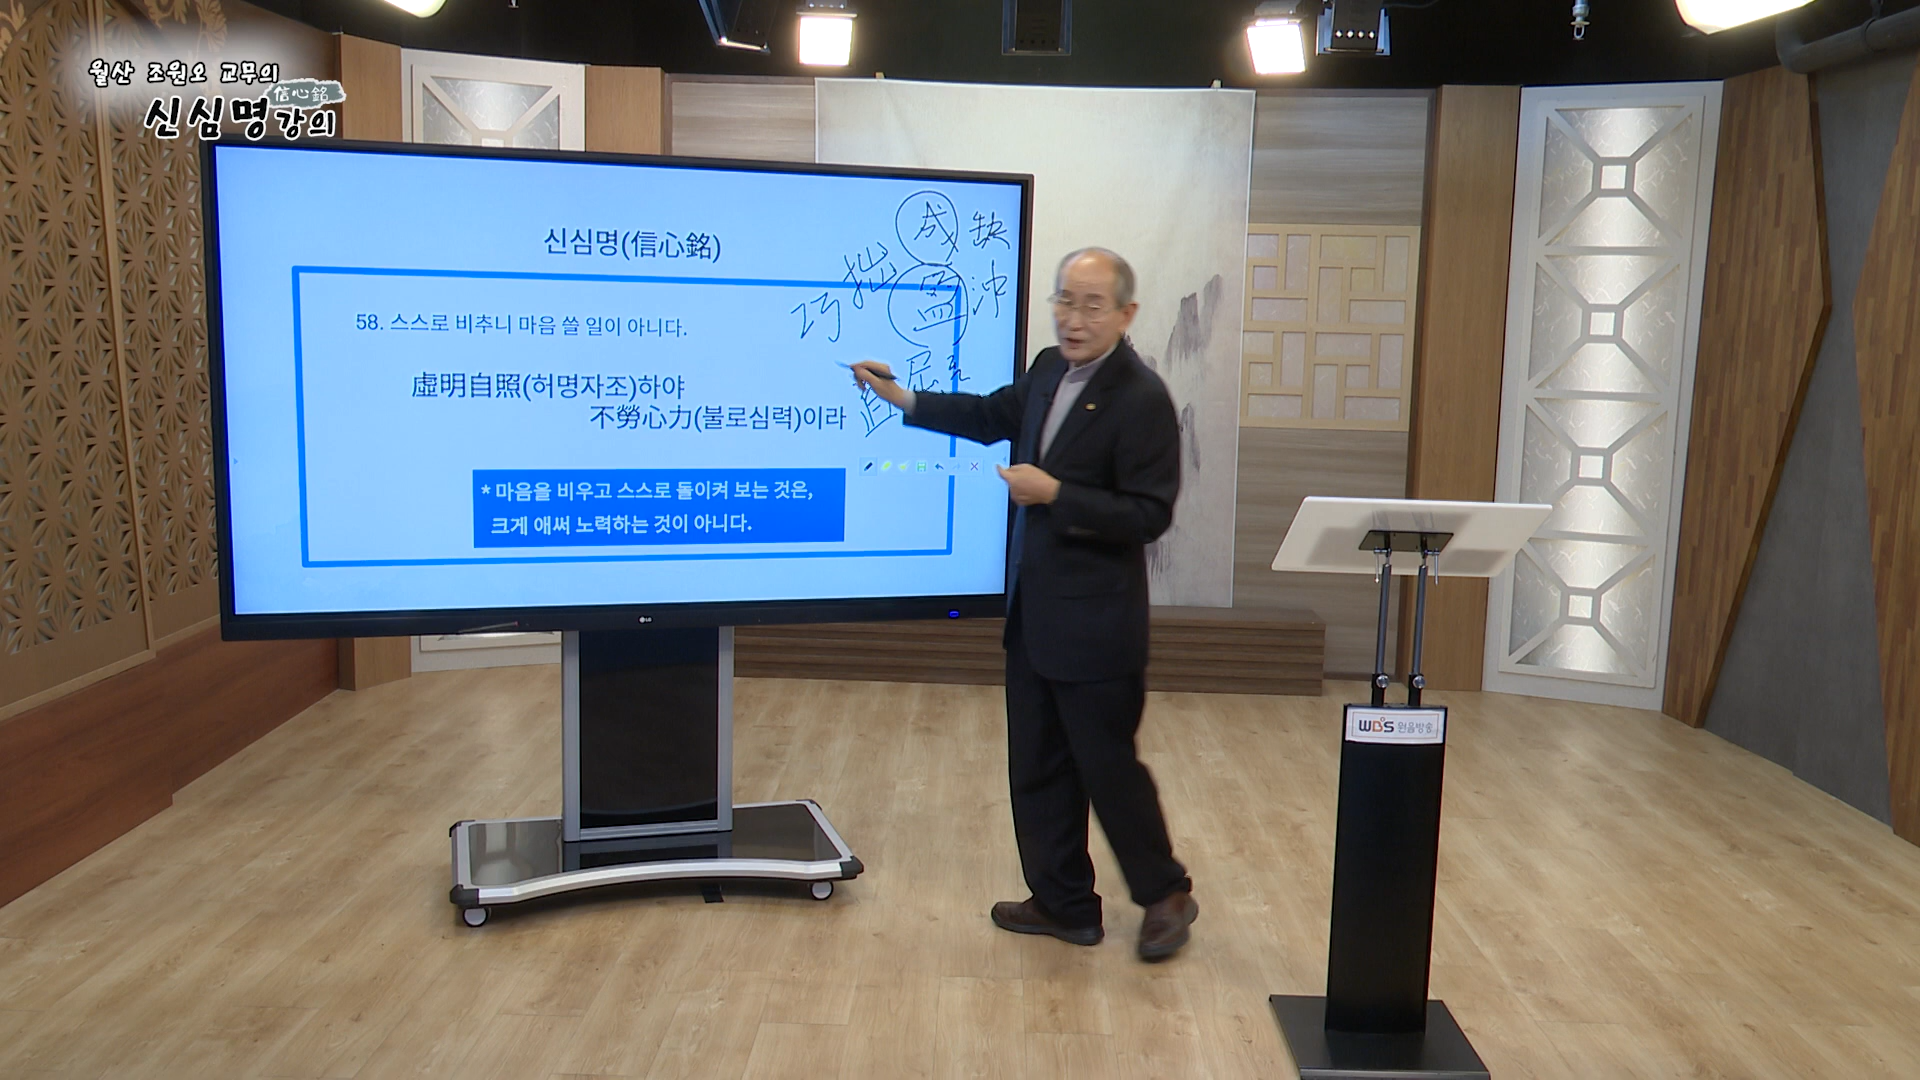 월산 조원오 교무의
신심명 信心銘 강의
신심명(信心銘)
58. 스스로 비추니 마음 쓸 일이 아니다.
虛明自照(허명자조)하야
不勞心力(불로심력)이라
* 마음을 비우고 스스로 돌이켜 보는 것은,
크게 애써 노력하는 것이 아니다.
成 缺
盈 冲
巧 拙
直 屈
LG
WBS 원음방송